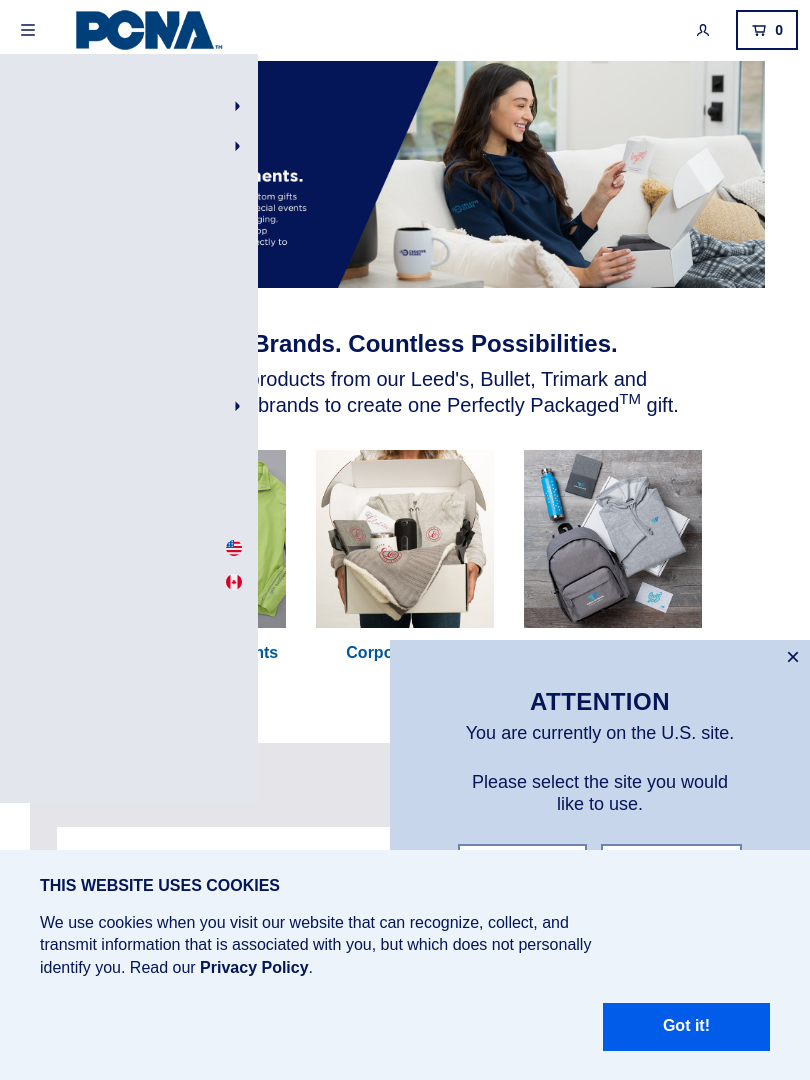 PCNA™
0
ents.
tom gifts
ecial events
ging.
op
ectly to
Brands. Countless Possibilities.
products from our Leed's, Bullet, Trimark and
brands to create one Perfectly Packaged™ gift.
nts
Corpo
×
ATTENTION
You are currently on the U.S. site.
Please select the site you would
like to use.
THIS WEBSITE USES COOKIES
We use cookies when you visit our website that can recognize, collect, and
transmit information that is associated with you, but which does not personally
identify you. Read our Privacy Policy.
Got it!